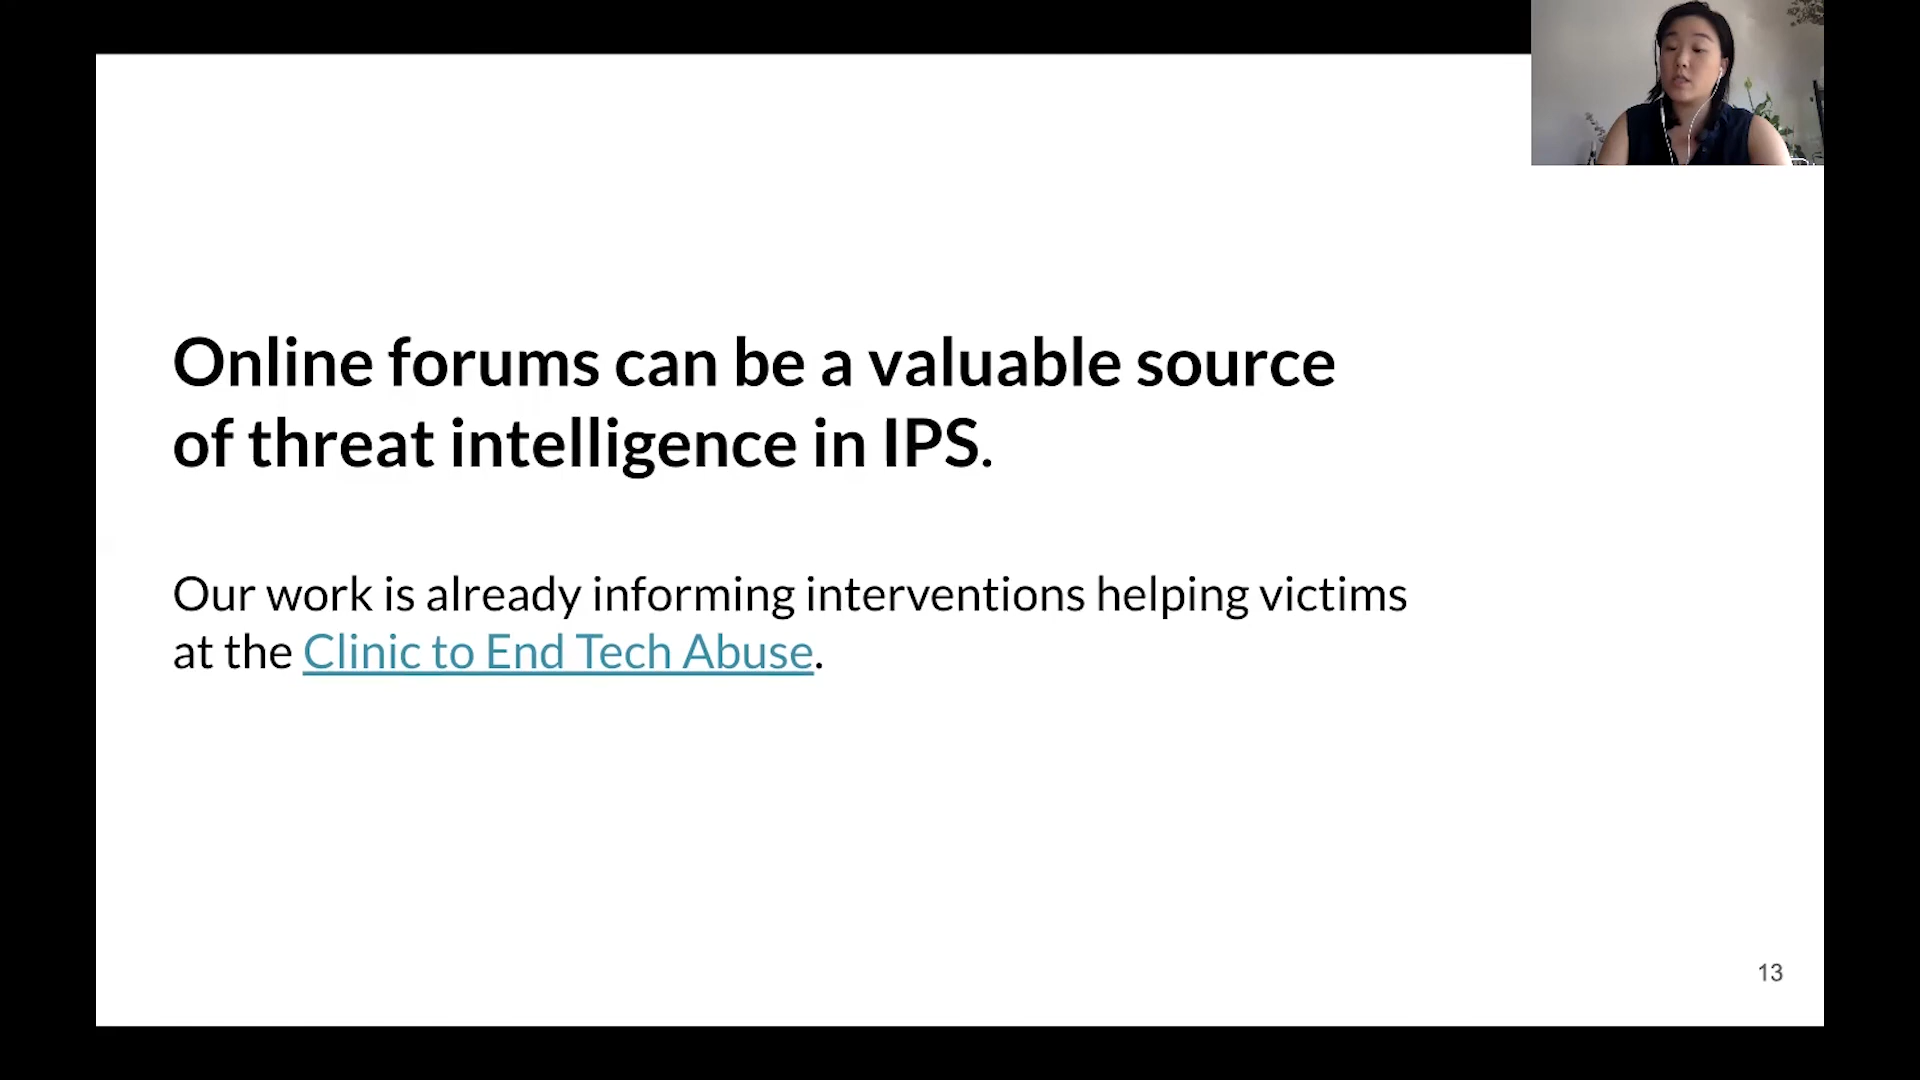 Online forums can be a valuable source
of threat intelligence in IPS.
Our work is already informing interventions helping victims
at the Clinic to End Tech Abuse.
13